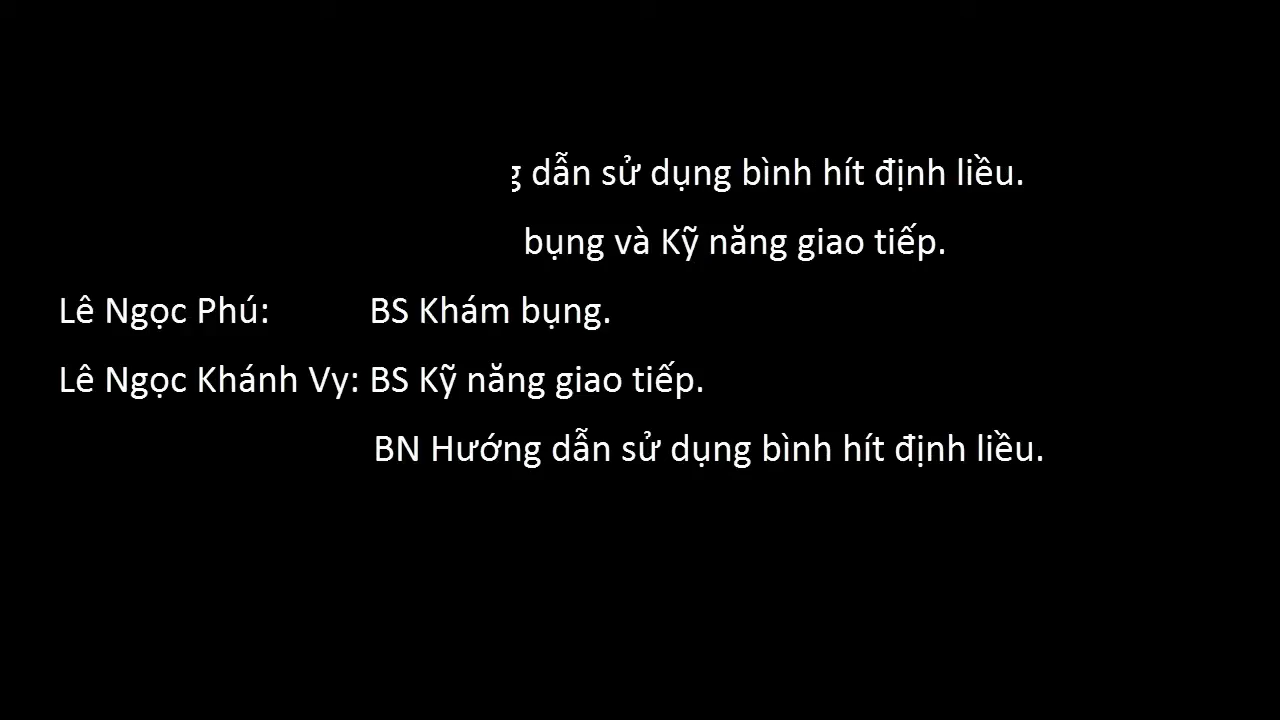 dẫn sử dụng bình hít định liều.
bụng và Kỹ năng giao tiếp.
Lê Ngọc Phú: BS Khám bụng.
Lê Ngọc Khánh Vy: BS Kỹ năng giao tiếp.
BN Hướng dẫn sử dụng bình hít định liều.